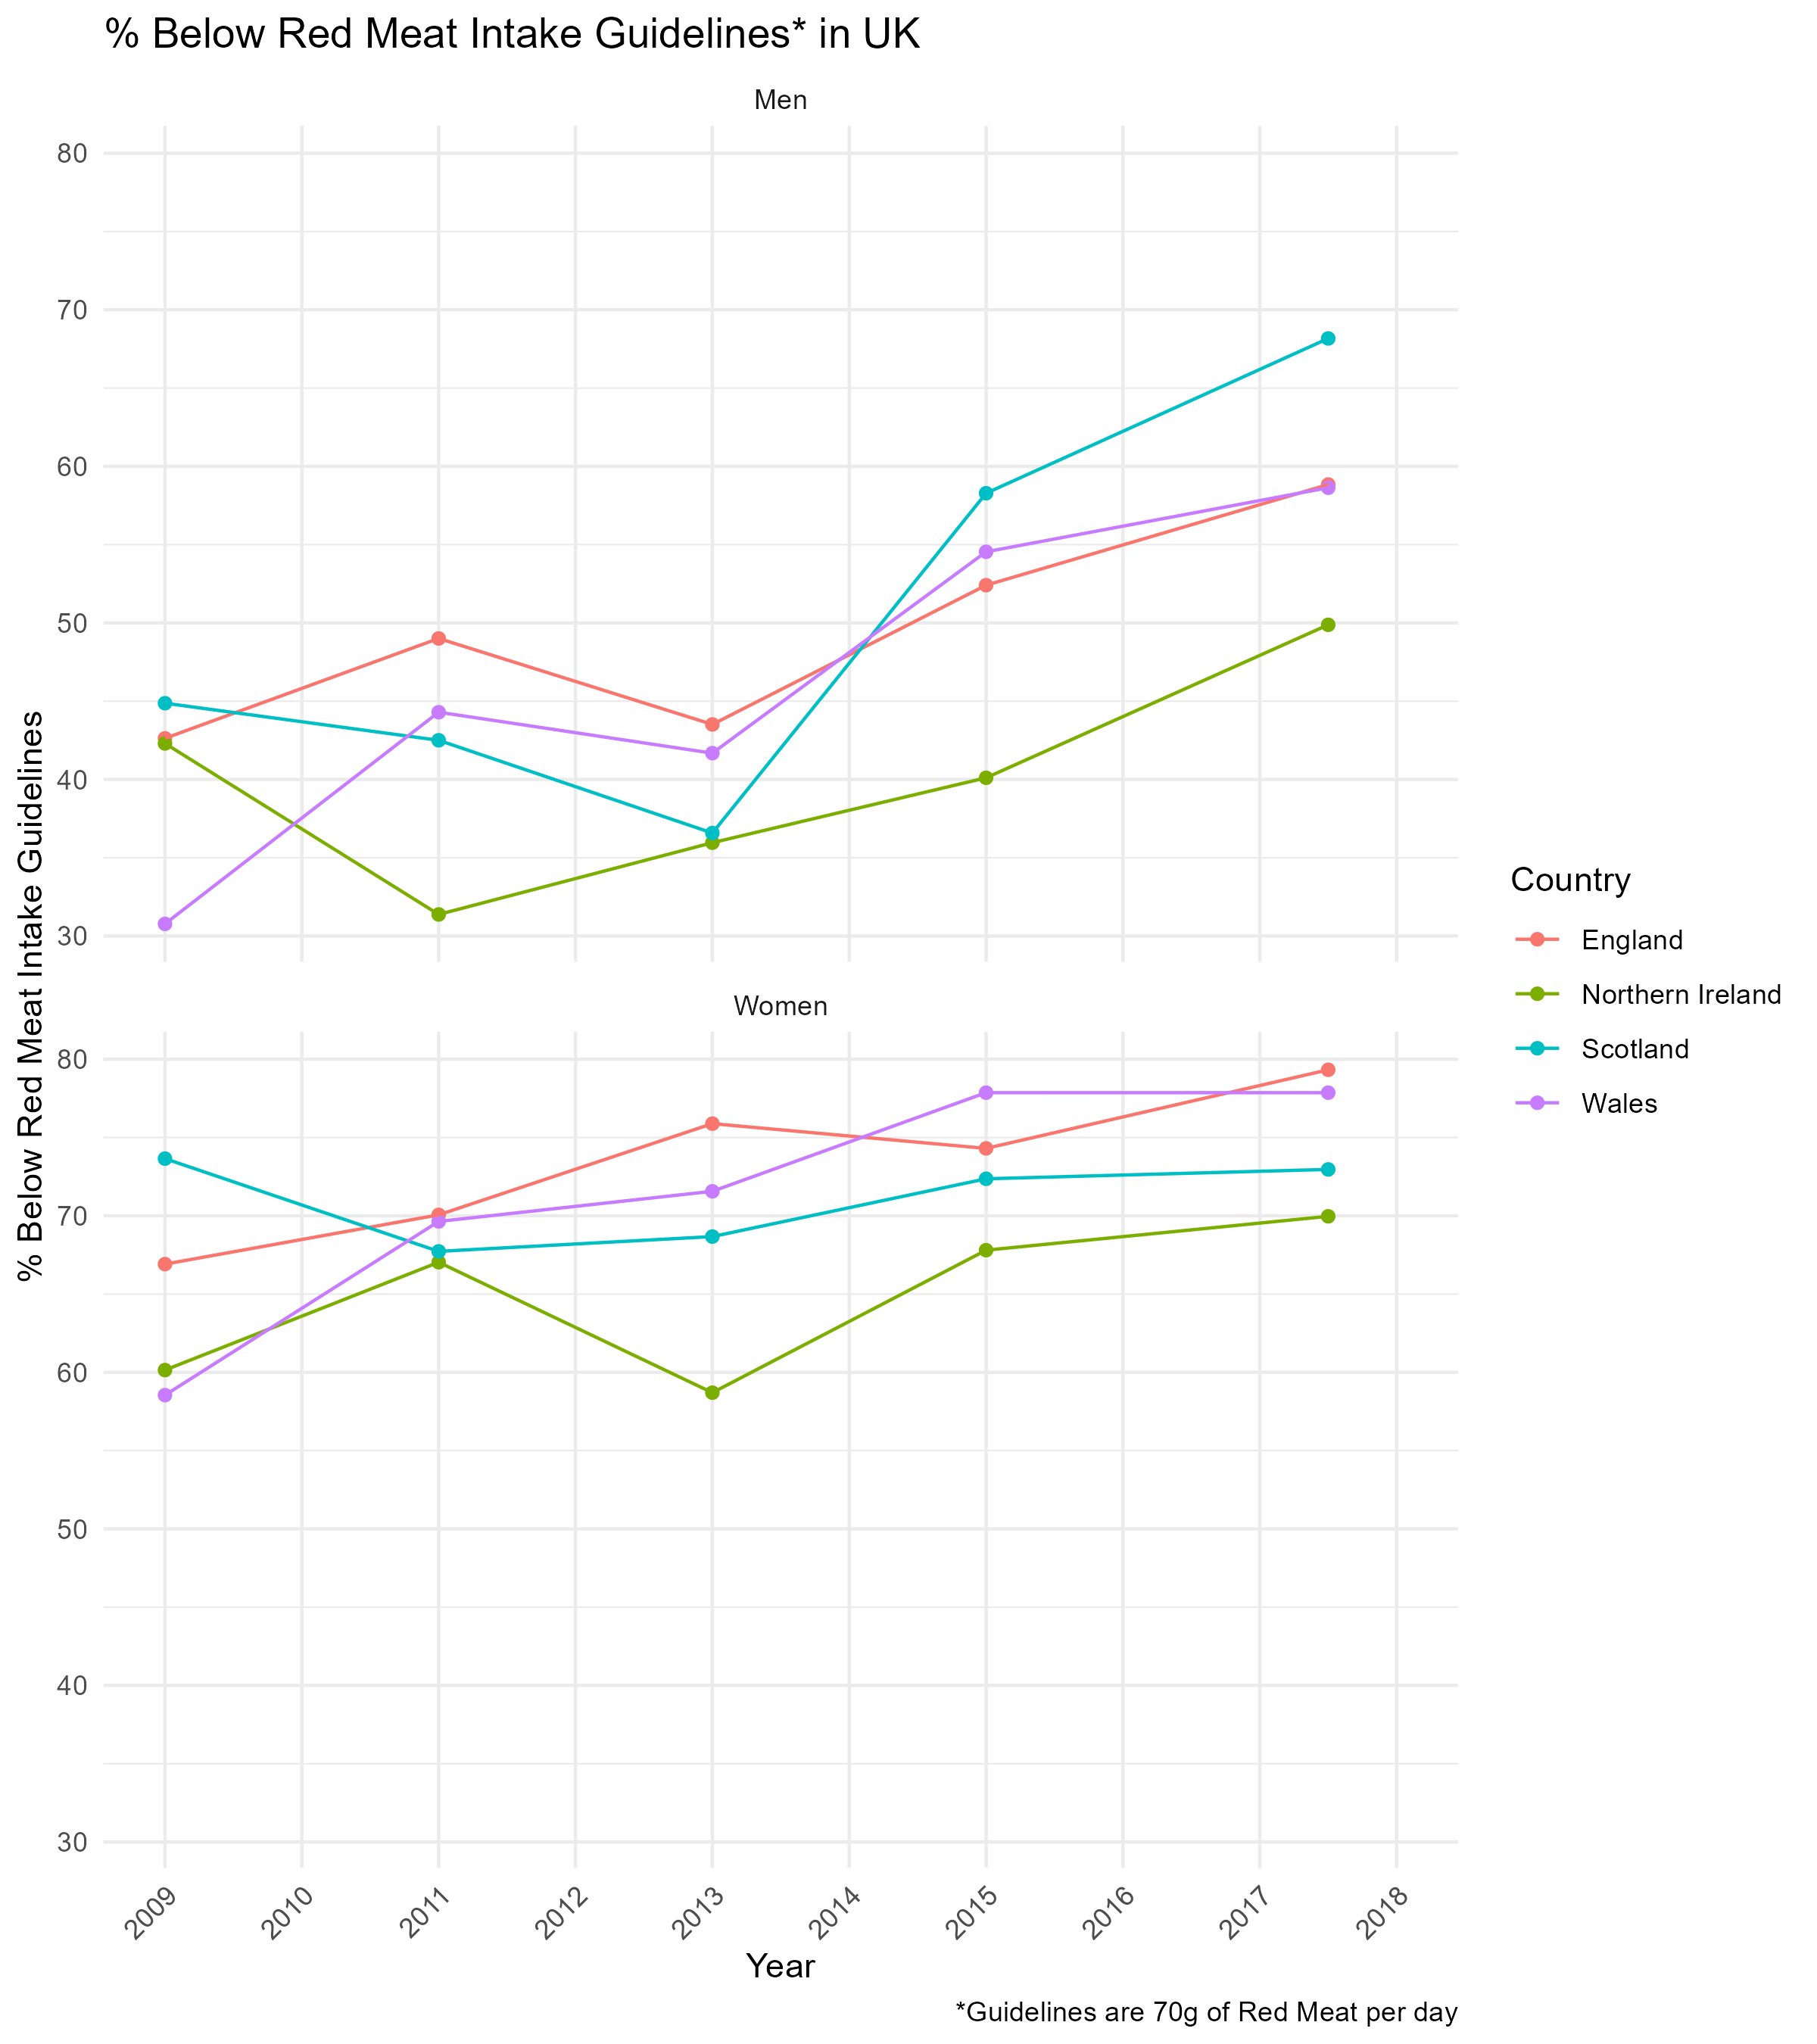 % Below Red Meat Intake Guidelines* in UK
Men
80
70
60
50
40
30
% Below Red Meat Intake Guidelines
Women
80
70
60
50
40
30
2009
2010
2011
2012
2013
2014
2015
2016
2017
2018
Year
Country
England
Northern Ireland
Scotland
Wales
*Guidelines are 70g of Red Meat per day